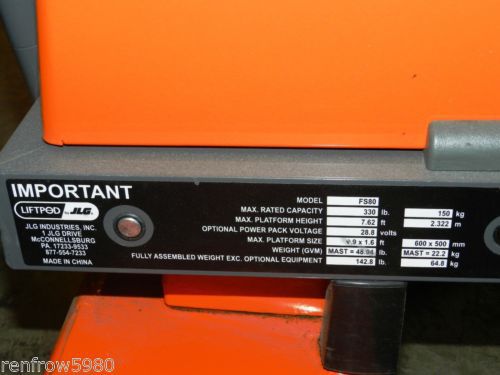 IMPORTANT
LIFTPOD by JLG
JLG INDUSTRIES, INC.
1 JLG DRIVE
McCONNELLSBURG
PA. 17233-9533
877-554-7233
MADE IN CHINA
MODEL FS80
MAX. RATED CAPACITY 330 lb. 150 kg
MAX. PLATFORM HEIGHT 7.62 ft 2.322 m
OPTIONAL POWER PACK VOLTAGE 28.8 volts
MAX. PLATFORM SIZE x 1.6 ft 600 x 500 mm
WEIGHT (GVM) MAST = lb. MAST = 22.2 kg
FULLY ASSEMBLED WEIGHT EXC. OPTIONAL EQUIPMENT 142.8 lb. 64.8 kg
renfrow5980